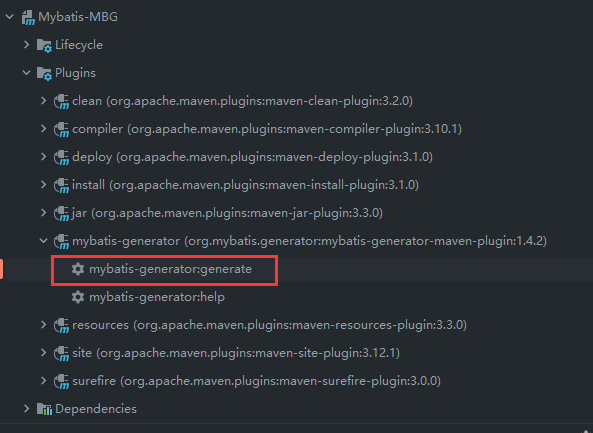 Mybatis-MBG
Lifecycle
Plugins
clean (org.apache.maven.plugins:maven-clean-plugin:3.2.0)
compiler (org.apache.maven.plugins:maven-compiler-plugin:3.10.1)
deploy (org.apache.maven.plugins:maven-deploy-plugin:3.1.0)
install (org.apache.maven.plugins:maven-install-plugin:3.1.0)
jar (org.apache.maven.plugins:maven-jar-plugin:3.3.0)
mybatis-generator (org.mybatis.generator:mybatis-generator-maven-plugin:1.4.2)
mybatis-generator:generate
mybatis-generator:help
resources (org.apache.maven.plugins:maven-resources-plugin:3.3.0)
site (org.apache.maven.plugins:maven-site-plugin:3.12.1)
surefire (org.apache.maven.plugins:maven-surefire-plugin:3.0.0)
Dependencies